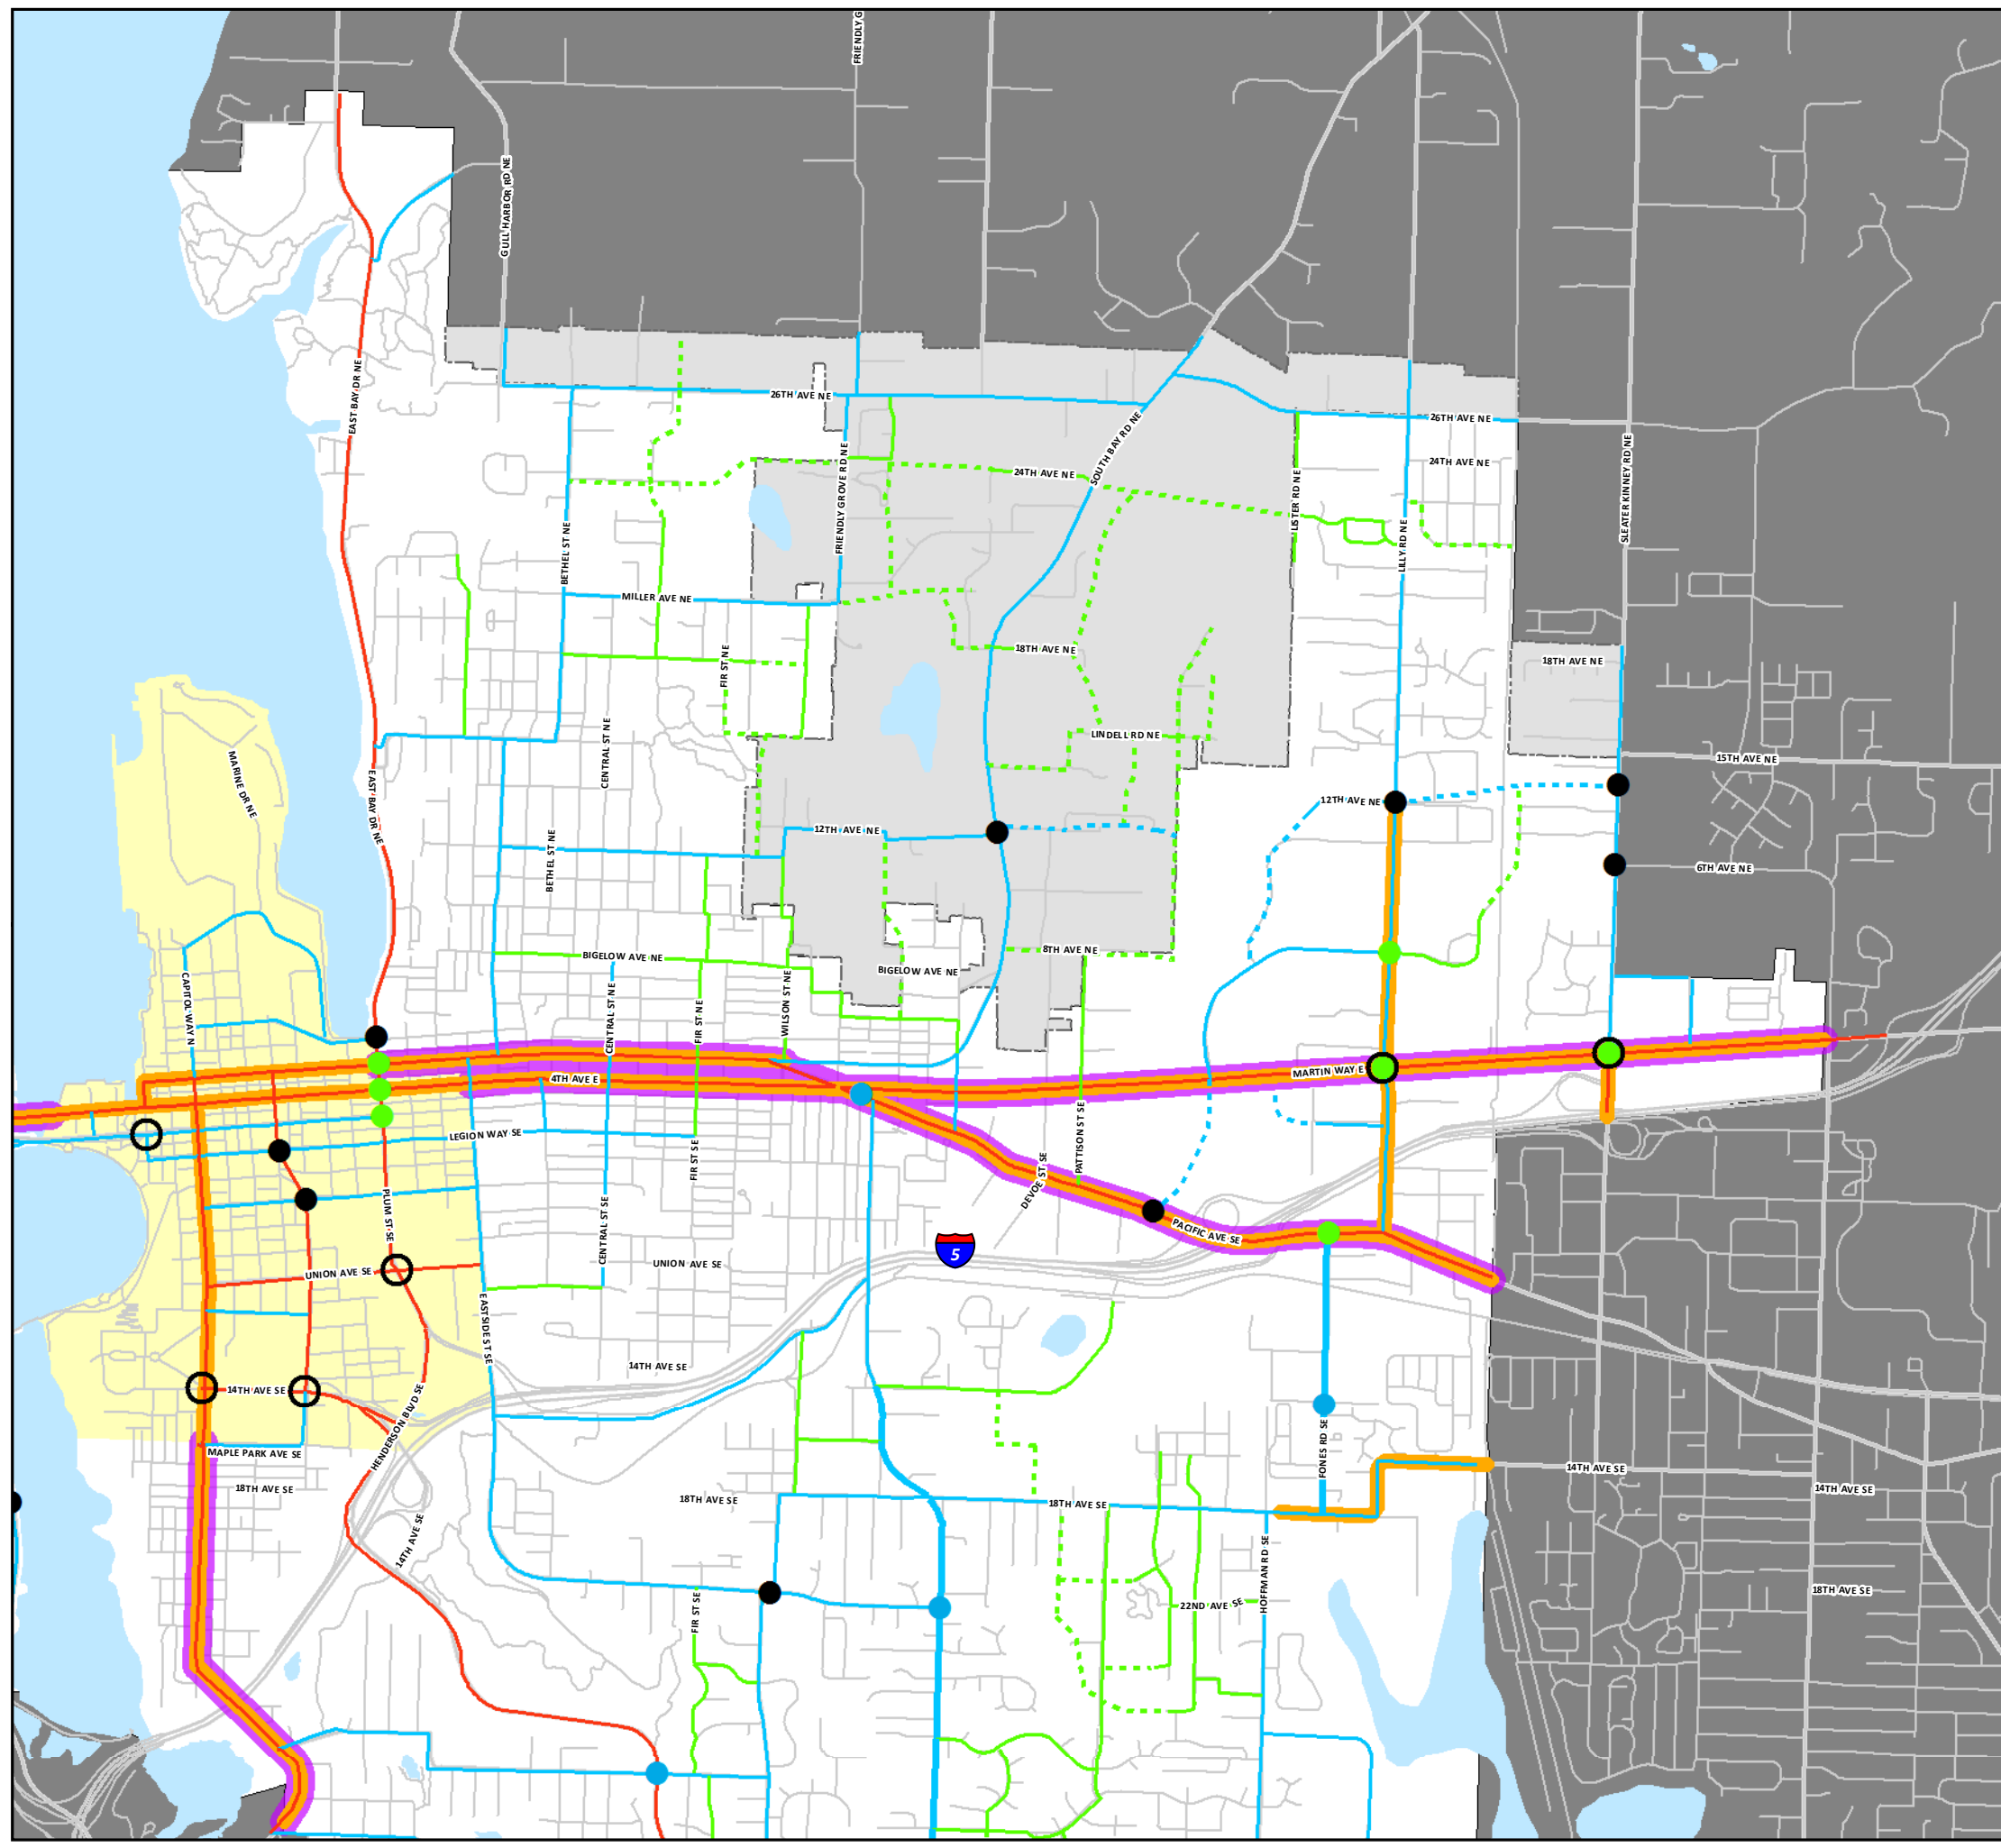 FRIENDLY G
GULL HARBOR RD NE
EAST BAY DR NE
26TH AVE NE
26TH AVE NE
SOUTH BAY RD NE
FRIENDLY GROVE RD NE
24TH AVE NE
24TH AVE NE
LISTER RD NE
LILLY RD NE
SLEATER KINNEY RD NE
BETHEL ST NE
MILLER AVE NE
FIR ST NE
18TH AVE NE
18TH AVE NE
CENTRAL ST NE
LINDELL RD NE
15TH AVE NE
MARINE DR NE
EAST BAY DR NE
12TH AVE NE
12TH AVE NE
BETHEL ST NE
6TH AVE NE
BIGELOW AVE NE
8TH AVE NE
BIGELOW AVE NE
CAPITOL WAY N
CENTRAL ST NE
FIR ST NE
WILSON ST NE
4TH AVE E
MARTIN WAY E
LEGION WAY SE
FIR ST SE
PATTISON ST SE
DEVOE ST SE
PLUM ST SE
CENTRAL ST SE
PACIFIC AVE SE
5
UNION AVE SE
UNION AVE SE
EASTSIDE ST SE
14TH AVE SE
14TH AVE SE
HENDERSON BLVD SE
MAPLE PARK AVE SE
FONES RD SE
14TH AVE SE
18TH AVE SE
18TH AVE SE
18TH AVE SE
14TH AVE SE
14TH AVE SE
HOFFMAN RD SE
18TH AVE SE
22ND AVE SE
FIR ST SE